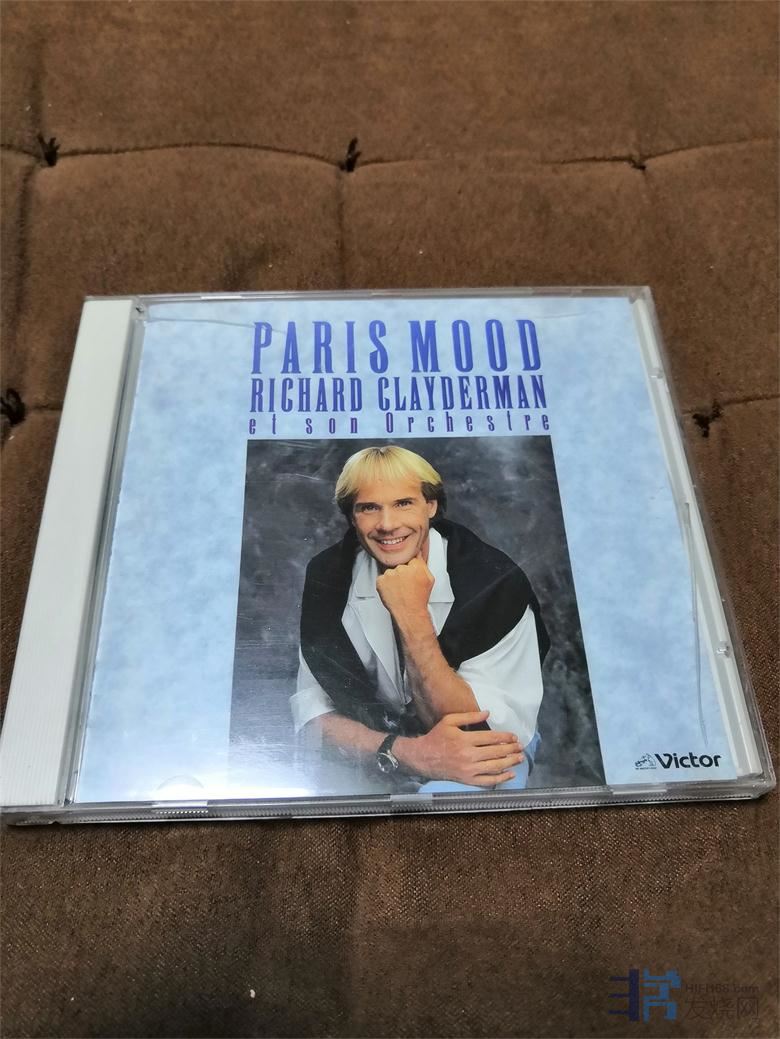 PARIS MOOD
RICHARD CLAYDERMAN
et son Orchestre
Victor
HIFI168.com
发烧网